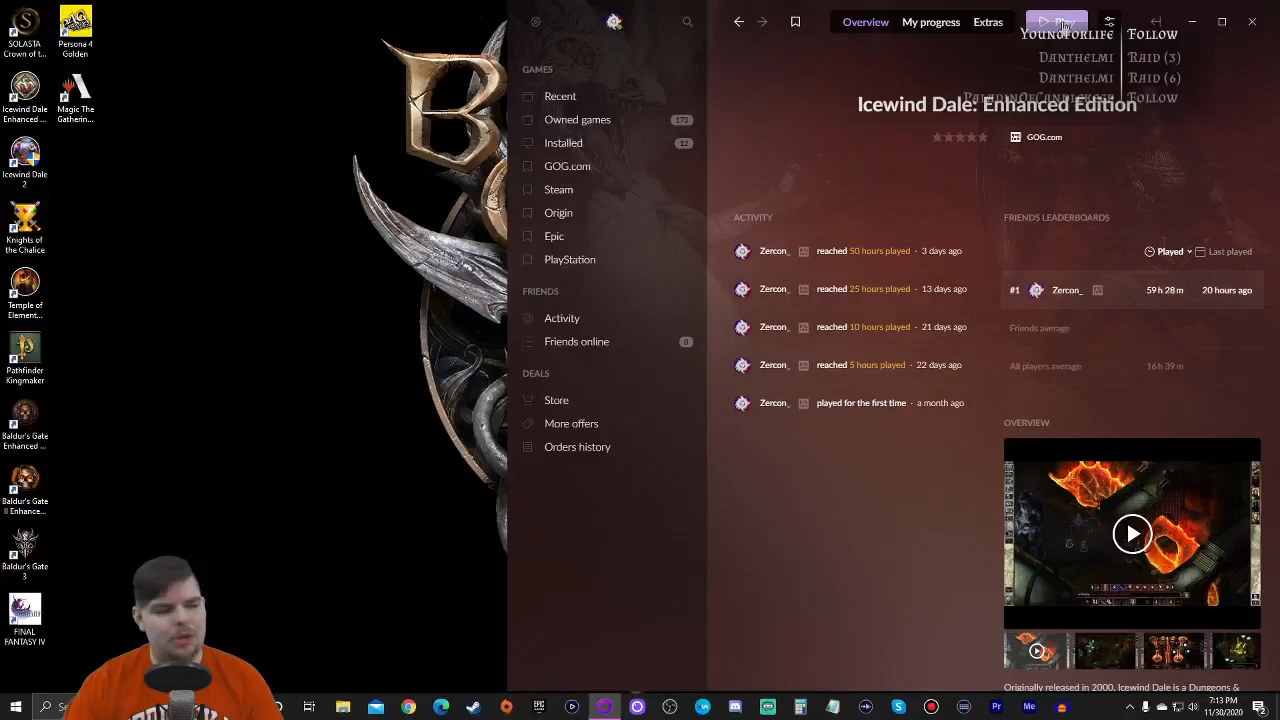 SOLASTA
Crown of t...
Persona 4
Golden
Icewind Dale...
Magic The
Gatherin...
Icewind Dale
2
Knights of
the Chalice
Temple of
Element...
Pathfinder
Kingmaker
Baldur's Gate
Enhanced ...
Baldur's Gate
II Enhance...
Baldur's Gate
3
FINAL
FANTASY IV
B
GAMES
Recent
Owned games 173
Installed 12
GOG.com
Steam
Origin
Epic
PlayStation
FRIENDS
Activity
Friends online 0
DEALS
Store
More offers
Orders history
Overview My progress Extras Play
YoungforLife Follow
Danthelmi Raid (3)
Danthelmi Raid (6)
PaladinOfCandlekeep Follow
Icewind Dale: Enhanced Edition
GOG.com
ACTIVITY
Zercon_ reached 50 hours played · 3 days ago
Zercon_ reached 25 hours played · 13 days ago
Zercon_ reached 10 hours played · 21 days ago
Zercon_ reached 5 hours played · 22 days ago
Zercon_ played for the first time · a month ago
FRIENDS LEADERBOARDS
Played Last played
#1 Zercon_ 59 h 28 m 20 hours ago
Friends average
All players average 16 h 39 m
OVERVIEW
Originally released in 2000, Icewind Dale is a Dungeons &
7:13 PM
11/30/2020